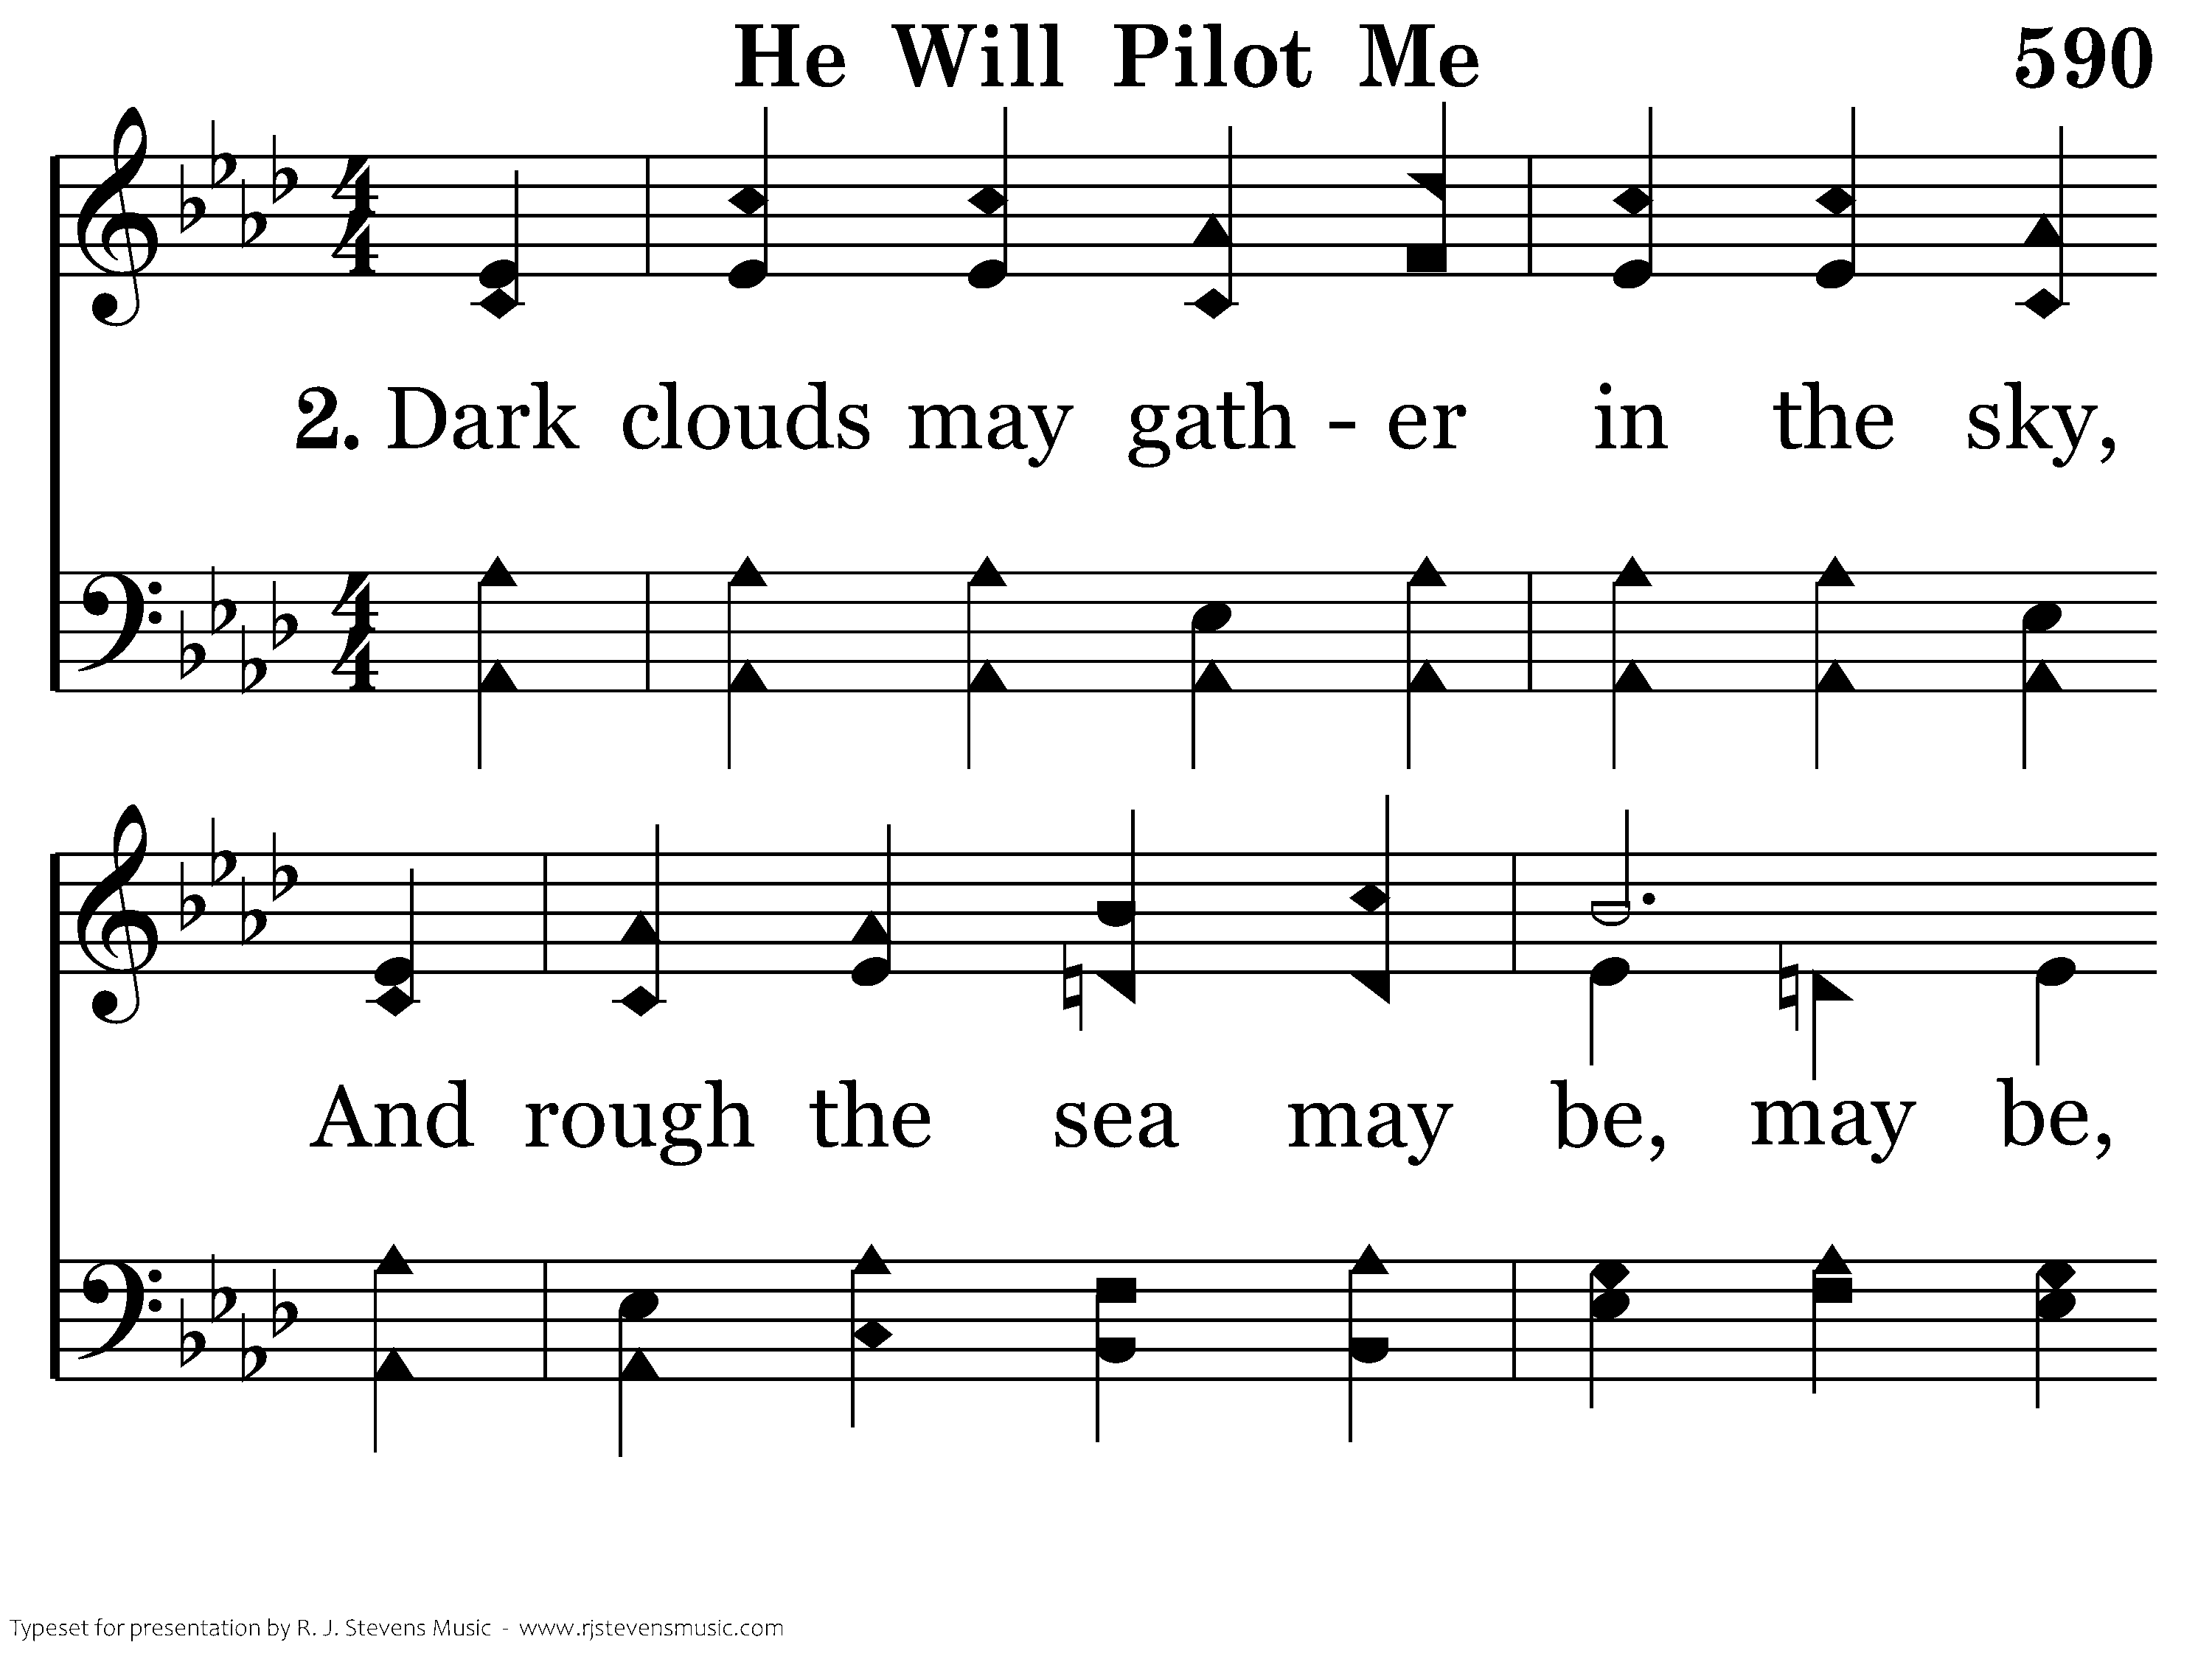 He Will Pilot Me 590
2. Dark clouds may gath - er in the sky,
And rough the sea may be, may be,
Typeset for presentation by R. J. Stevens Music - www.rjstevensmusic.com